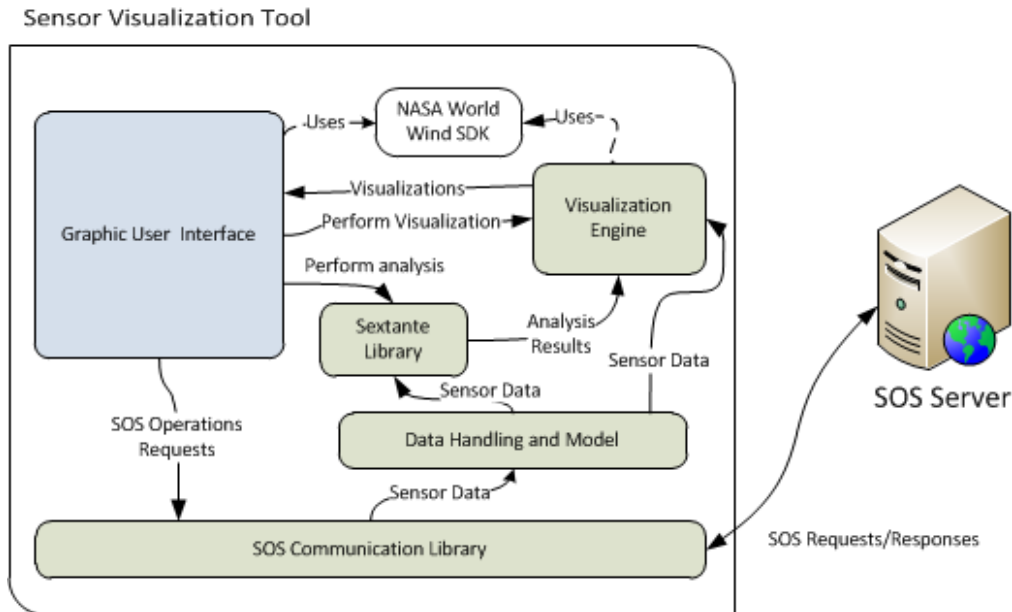 Sensor Visualization Tool
NASA World
Wind SDK
Uses
Uses
Visualizations
Visualization
Engine
Graphic User Interface
Perform Visualization
Perform analysis
Sextante
Library
Analysis
Results
Sensor Data
Sensor Data
SOS Server
SOS Operations
Requests
Data Handling and Model
Sensor Data
SOS Communication Library
SOS Requests/Responses